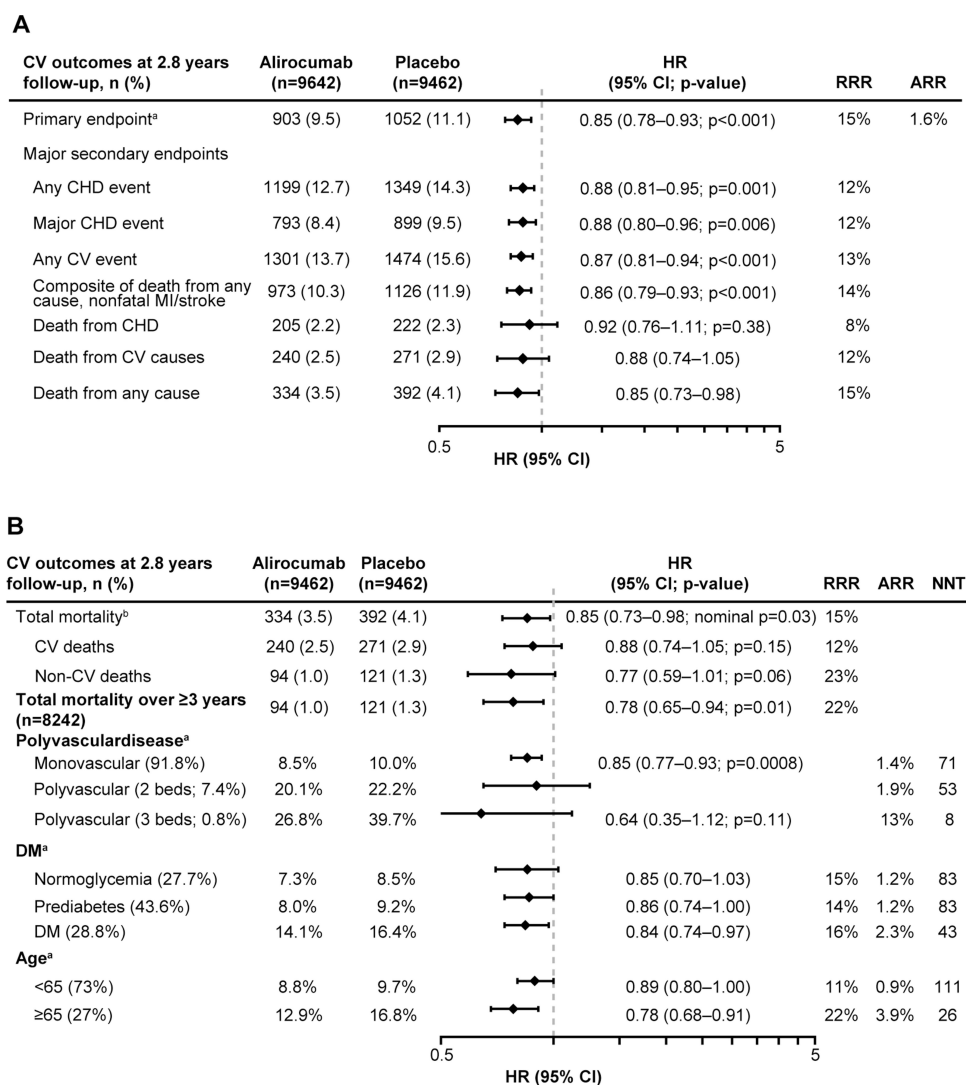 A
CV outcomes at 2.8 years follow-up, n (%) Alirocumab (n=9642) Placebo (n=9462) HR (95% CI; p-value) RRR ARR
Primary endpointᵃ 903 (9.5) 1052 (11.1) 0.85 (0.78–0.93; p<0.001) 15% 1.6%
Major secondary endpoints
Any CHD event 1199 (12.7) 1349 (14.3) 0.88 (0.81–0.95; p=0.001) 12%
Major CHD event 793 (8.4) 899 (9.5) 0.88 (0.80–0.96; p=0.006) 12%
Any CV event 1301 (13.7) 1474 (15.6) 0.87 (0.81–0.94; p<0.001) 13%
Composite of death from any cause, nonfatal MI/stroke 973 (10.3) 1126 (11.9) 0.86 (0.79–0.93; p<0.001) 14%
Death from CHD 205 (2.2) 222 (2.3) 0.92 (0.76–1.11; p=0.38) 8%
Death from CV causes 240 (2.5) 271 (2.9) 0.88 (0.74–1.05) 12%
Death from any cause 334 (3.5) 392 (4.1) 0.85 (0.73–0.98) 15%
0.5 5
HR (95% CI)
B
CV outcomes at 2.8 years follow-up, n (%) Alirocumab (n=9462) Placebo (n=9462) HR (95% CI; p-value) RRR ARR NNT
Total mortalityᵇ 334 (3.5) 392 (4.1) 0.85 (0.73–0.98; nominal p=0.03) 15%
CV deaths 240 (2.5) 271 (2.9) 0.88 (0.74–1.05; p=0.15) 12%
Non-CV deaths 94 (1.0) 121 (1.3) 0.77 (0.59–1.01; p=0.06) 23%
Total mortality over ≥3 years (n=8242) 94 (1.0) 121 (1.3) 0.78 (0.65–0.94; p=0.01) 22%
Polyvasculardiseaseᵃ
Monovascular (91.8%) 8.5% 10.0% 0.85 (0.77–0.93; p=0.0008) 1.4% 71
Polyvascular (2 beds; 7.4%) 20.1% 22.2% 1.9% 53
Polyvascular (3 beds; 0.8%) 26.8% 39.7% 0.64 (0.35–1.12; p=0.11) 13% 8
DMᵃ
Normoglycemia (27.7%) 7.3% 8.5% 0.85 (0.70–1.03) 15% 1.2% 83
Prediabetes (43.6%) 8.0% 9.2% 0.86 (0.74–1.00) 14% 1.2% 83
DM (28.8%) 14.1% 16.4% 0.84 (0.74–0.97) 16% 2.3% 43
Ageᵃ
<65 (73%) 8.8% 9.7% 0.89 (0.80–1.00) 11% 0.9% 111
≥65 (27%) 12.9% 16.8% 0.78 (0.68–0.91) 22% 3.9% 26
0.5 5
HR (95% CI)